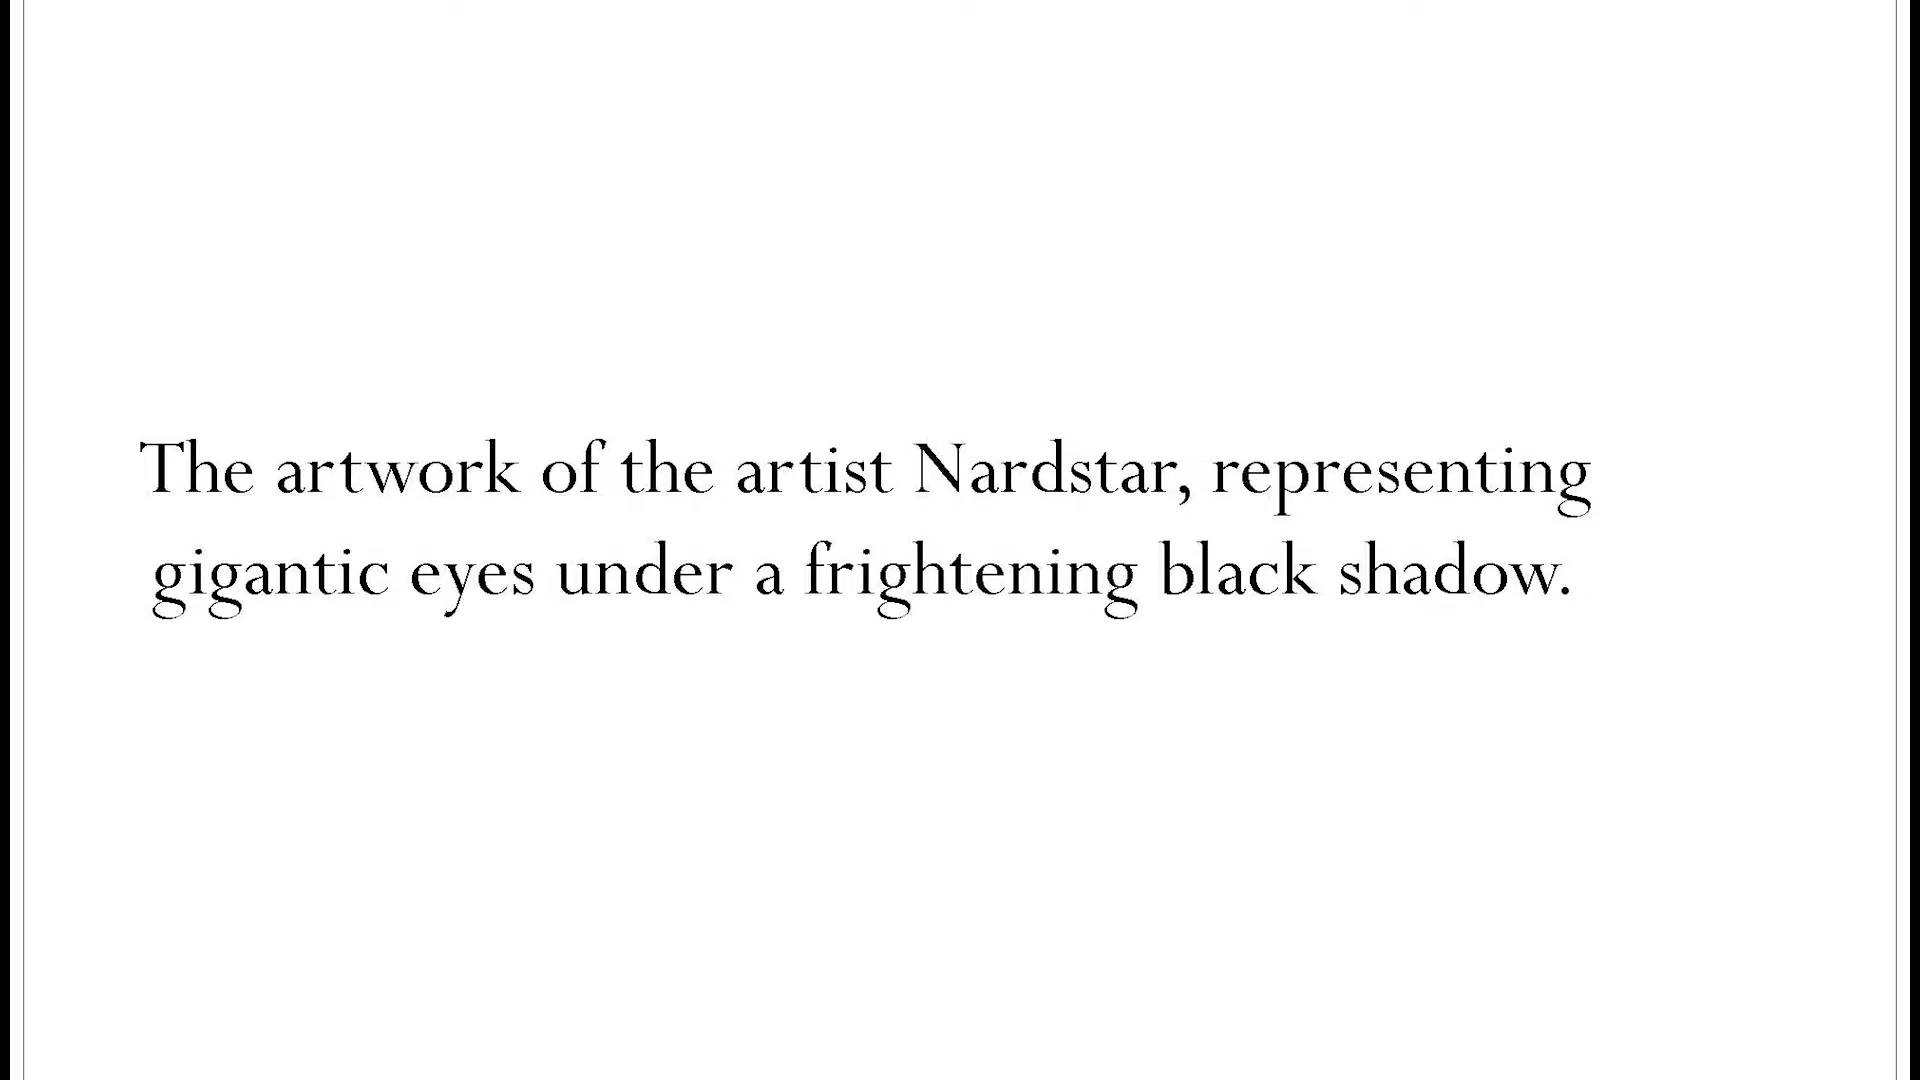 The artwork of the artist Nardstar, representing
gigantic eyes under a frightening black shadow.